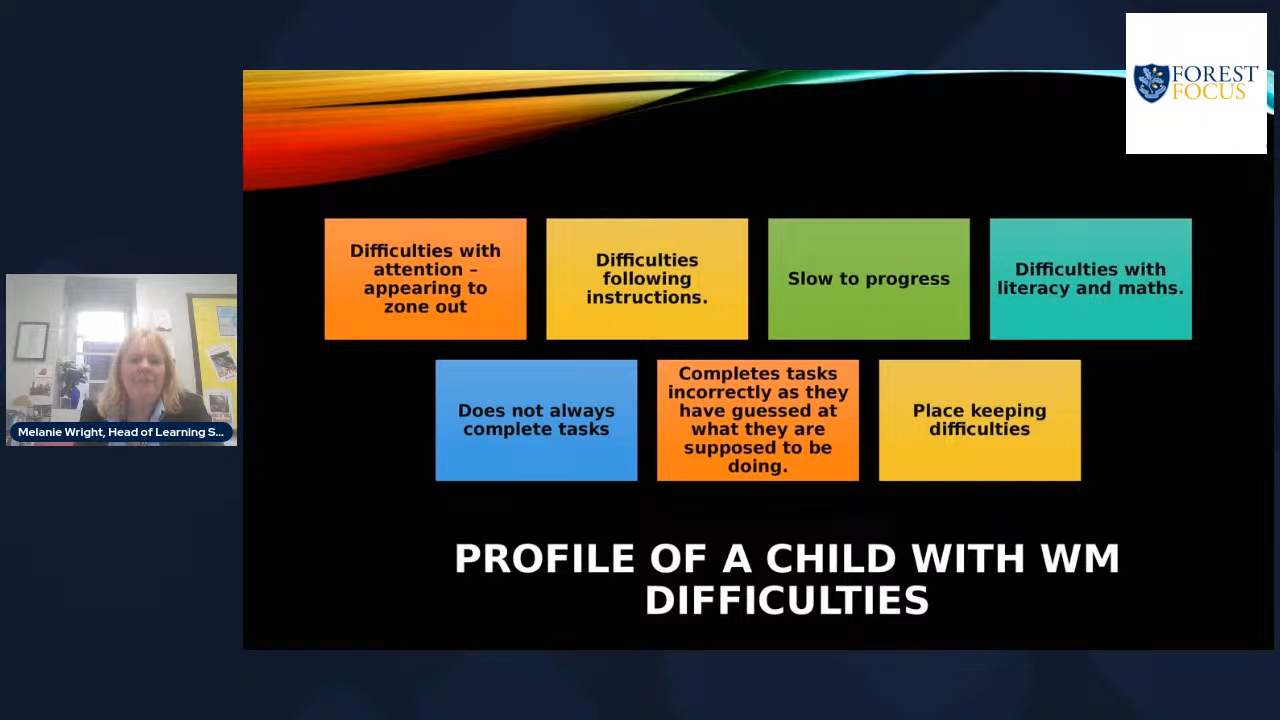 FOREST
FOCUS
Difficulties with
attention –
appearing to
zone out
Difficulties
following
instructions.
Slow to progress
Difficulties with
literacy and maths.
Does not always
complete tasks
Completes tasks
incorrectly as they
have guessed at
what they are
supposed to be
doing.
Place keeping
difficulties
Melanie Wright, Head of Learning S...
PROFILE OF A CHILD WITH WM
DIFFICULTIES